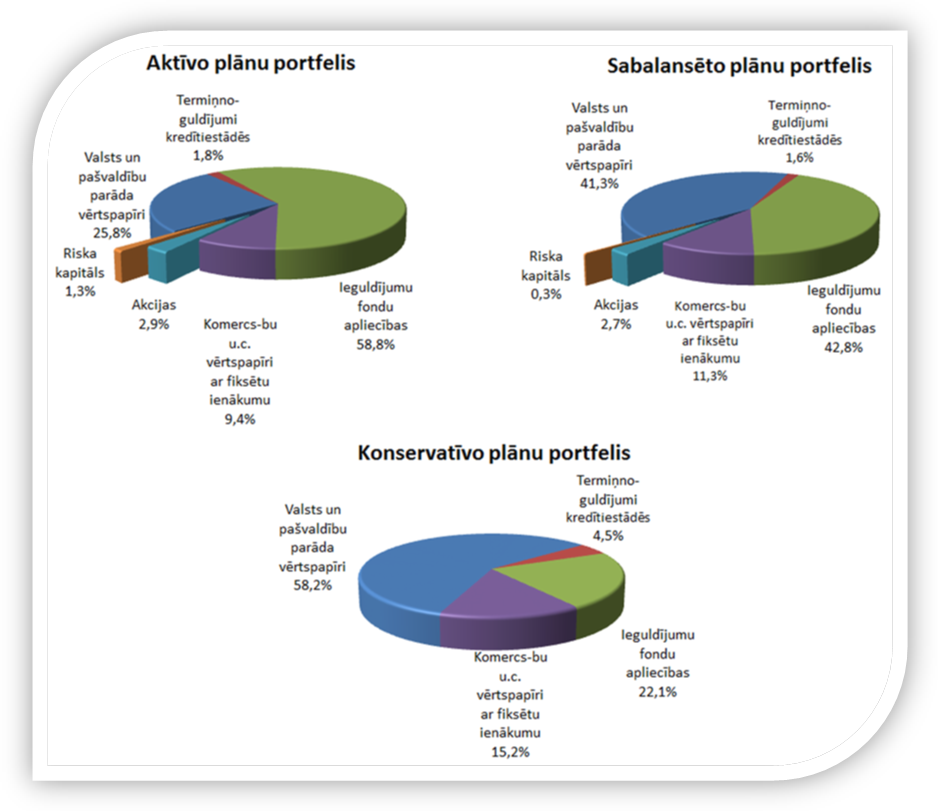 Aktīvo plānu portfelis
Termiņno-
guldījumi
kredītiestādēs
1,8%
Valsts un
pašvaldību
parāda
vērtspapīri
25,8%
Riska
kapitāls
1,3%
Akcijas
2,9%
Komercs-bu
u.c.
vērtspapīri
ar fiksētu
ienākumu
9,4%
Ieguldījumu
fondu
apliecības
58,8%
Sabalansēto plānu portfelis
Valsts un
pašvaldību
parāda
vērtspapīri
41,3%
Termiņno-
guldījumi
kredītiestādēs
1,6%
Riska
kapitāls
0,3%
Akcijas
2,7%
Komercs-bu
u.c. vērtspapīri
ar fiksētu
ienākumu
11,3%
Ieguldījumu
fondu
apliecības
42,8%
Konservatīvo plānu portfelis
Valsts un
pašvaldību
parāda
vērtspapīri
58,2%
Termiņno-
guldījumi
kredītiestādēs
4,5%
Ieguldījumu
fondu
apliecības
22,1%
Komercs-bu
u.c.
vērtspapīri
ar fiksētu
ienākumu
15,2%